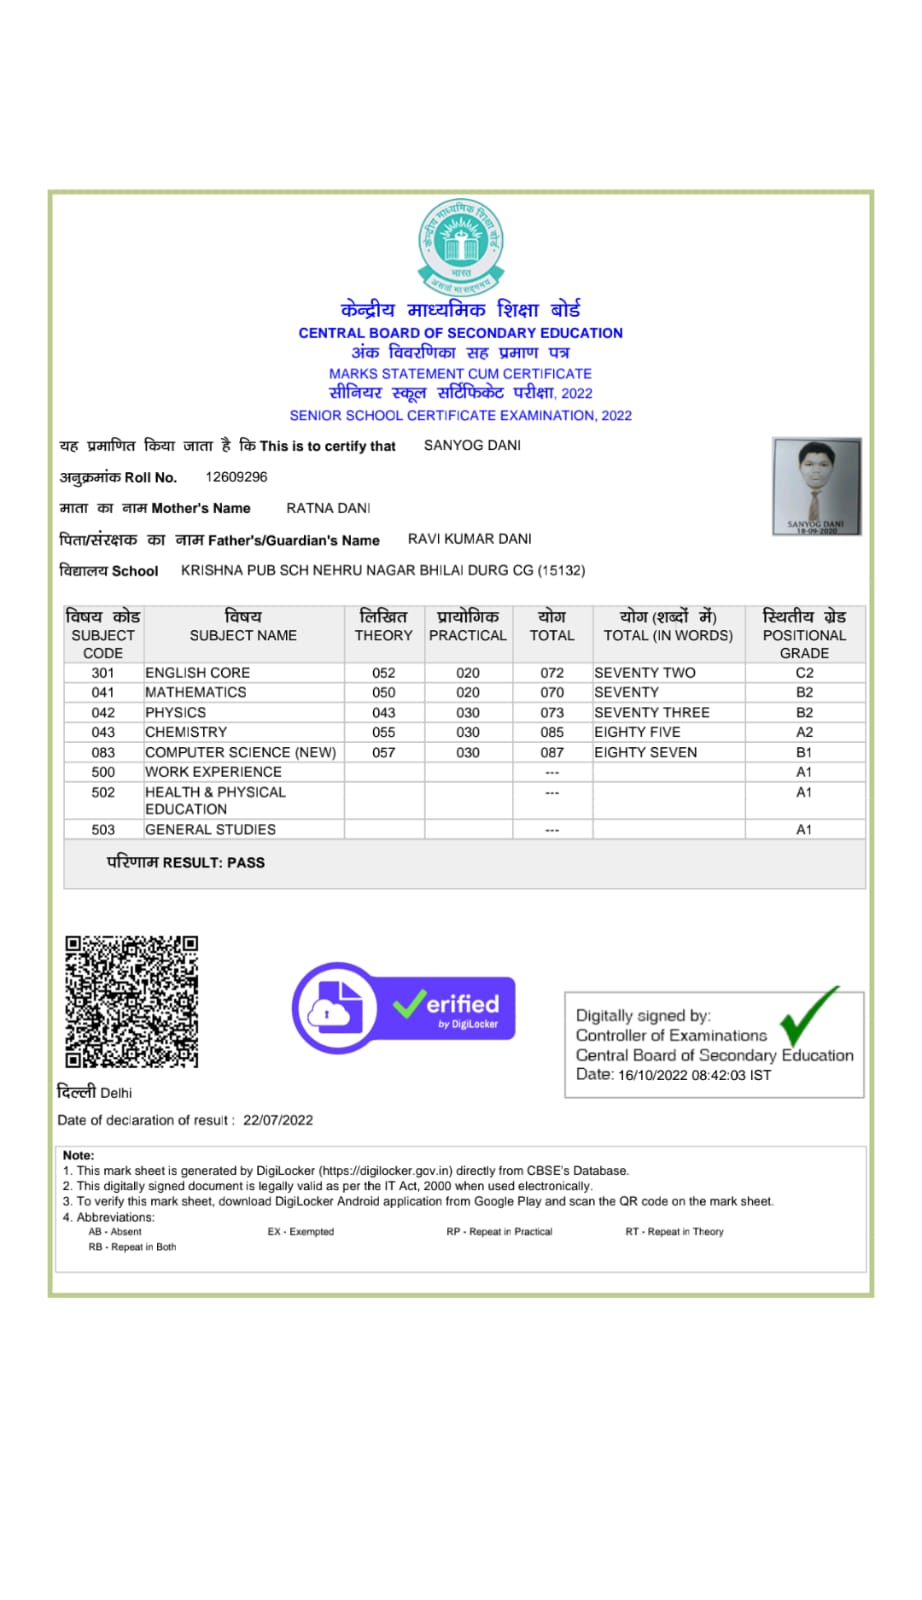 केन्द्रीय माध्यमिक शिक्षा बोर्ड
भारत
असतो मा सद्गमय
केन्द्रीय माध्यमिक शिक्षा बोर्ड
CENTRAL BOARD OF SECONDARY EDUCATION
अंक विवरणिका सह प्रमाण पत्र
MARKS STATEMENT CUM CERTIFICATE
सीनियर स्कूल सर्टिफिकेट परीक्षा, 2022
SENIOR SCHOOL CERTIFICATE EXAMINATION, 2022
यह प्रमाणित किया जाता है कि This is to certify that SANYOG DANI
अनुक्रमांक Roll No. 12609296
माता का नाम Mother's Name RATNA DANI
पिता/संरक्षक का नाम Father's/Guardian's Name RAVI KUMAR DANI
विद्यालय School KRISHNA PUB SCH NEHRU NAGAR BHILAI DURG CG (15132)
SANYOG DANI
18-09-2020
विषय कोड विषय लिखित प्रायोगिक योग योग (शब्दों में) स्थितीय ग्रेड
SUBJECT CODE SUBJECT NAME THEORY PRACTICAL TOTAL TOTAL (IN WORDS) POSITIONAL GRADE
301 ENGLISH CORE 052 020 072 SEVENTY TWO C2
041 MATHEMATICS 050 020 070 SEVENTY B2
042 PHYSICS 043 030 073 SEVENTY THREE B2
043 CHEMISTRY 055 030 085 EIGHTY FIVE A2
083 COMPUTER SCIENCE (NEW) 057 030 087 EIGHTY SEVEN B1
500 WORK EXPERIENCE --- A1
502 HEALTH & PHYSICAL EDUCATION --- A1
503 GENERAL STUDIES --- A1
परिणाम RESULT: PASS
erified
by DigiLocker
Digitally signed by:
Controller of Examinations
Central Board of Secondary Education
Date: 16/10/2022 08:42:03 IST
दिल्ली Delhi
Date of declaration of result : 22/07/2022
Note:
1. This mark sheet is generated by DigiLocker (https://digilocker.gov.in) directly from CBSE's Database.
2. This digitally signed document is legally valid as per the IT Act, 2000 when used electronically.
3. To verify this mark sheet, download DigiLocker Android application from Google Play and scan the QR code on the mark sheet.
4. Abbreviations:
AB - Absent EX - Exempted RP - Repeat in Practical RT - Repeat in Theory
RB - Repeat in Both